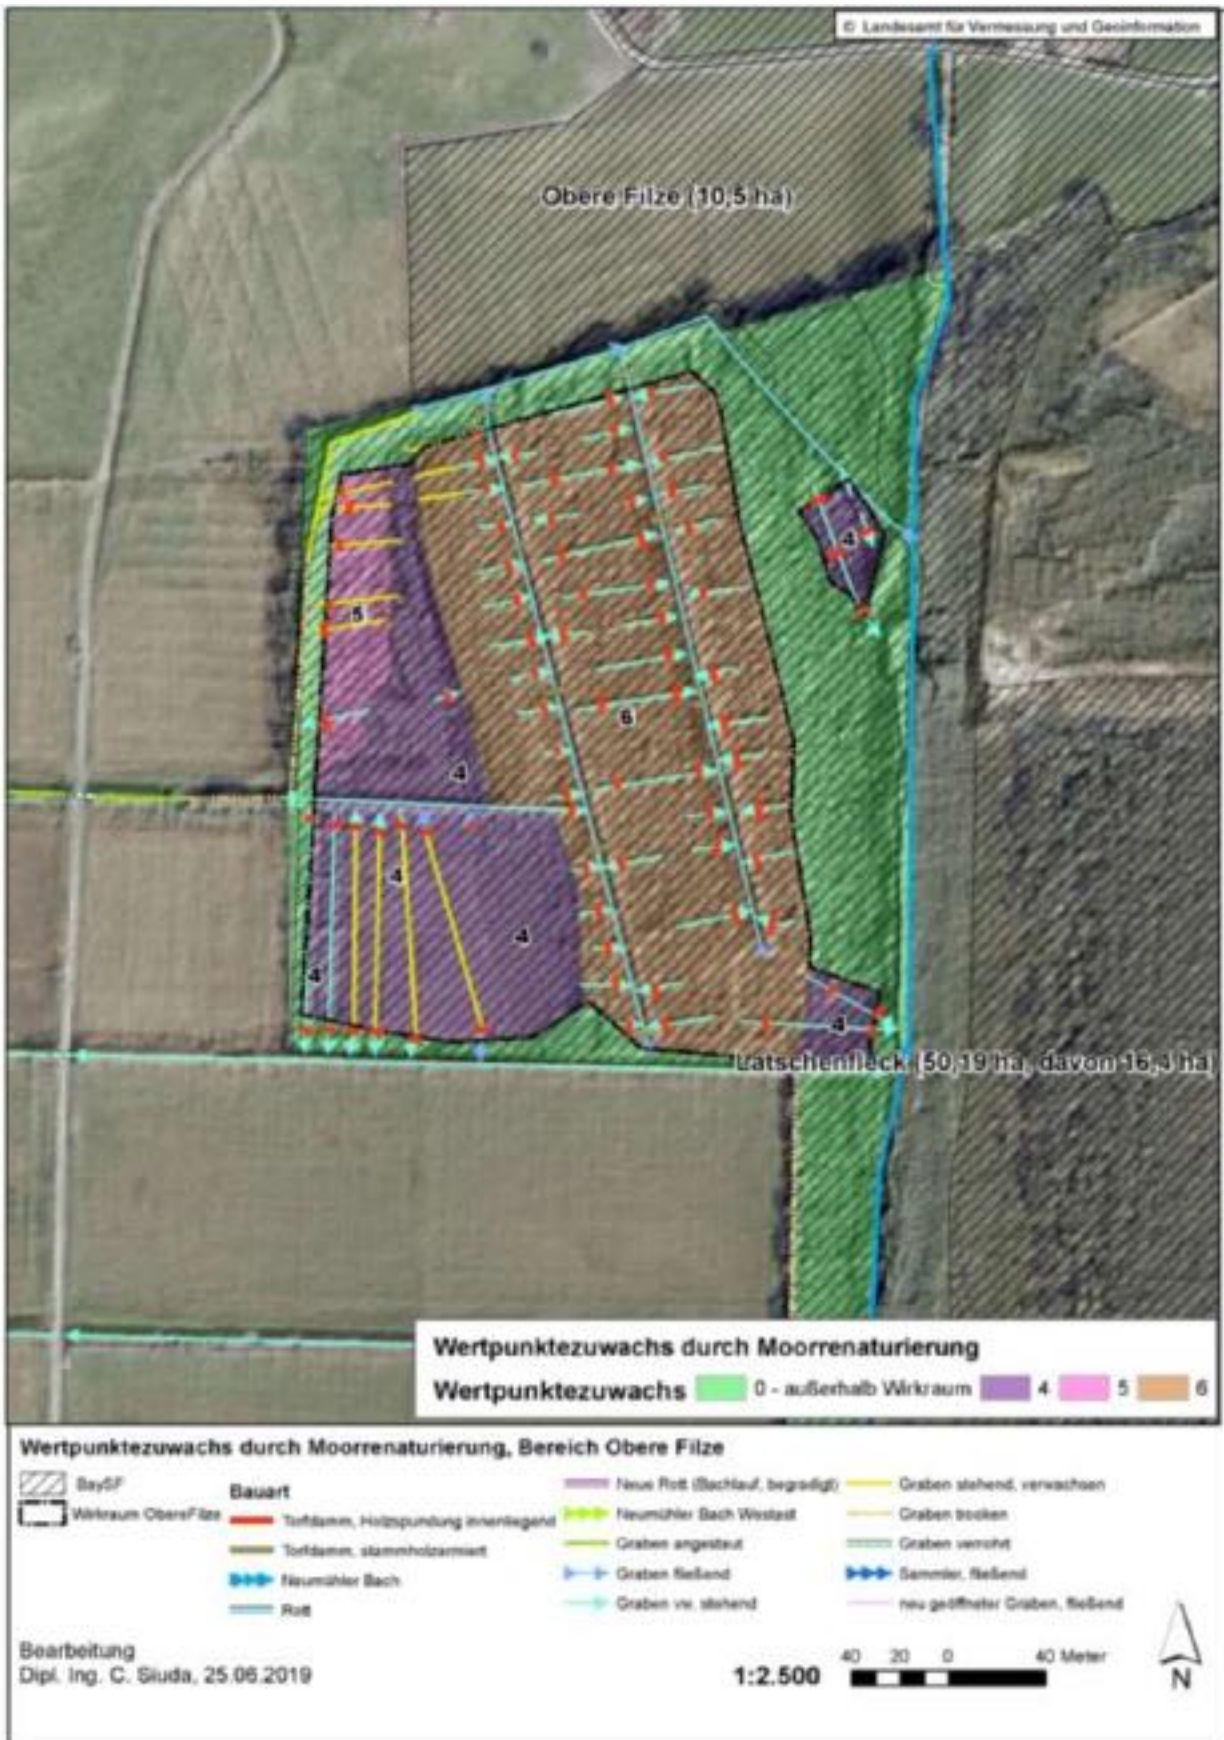 © Landesamt für Vermessung und Geoinformation
Obere Filze (10,5 ha)
4
5
6
4
4
4
4
4
Latschenfleck (50,19 ha, davon 16,4 ha)
Wertpunktezuwachs durch Moorrenaturierung
Wertpunktezuwachs 0 - außerhalb Wirkraum 4 5 6
Wertpunktezuwachs durch Moorrenaturierung, Bereich Obere Filze
BaySF
Wirkraum ObereFilze
Bauart
Torfdamm, Holzspundung innenliegend
Torfdamm, stammholzarmiert
Neumühler Bach
Rott
Neue Rott (Bachlauf, begradigt)
Neumühler Bach Westast
Graben angestaut
Graben fließend
Graben vw. stehend
Graben stehend, verwachsen
Graben trocken
Graben verrohrt
Sammler, fließend
neu geöffneter Graben, fließend
Bearbeitung
Dipl. Ing. C. Siuda, 25.06.2019
1:2.500
40 20 0 40 Meter
N